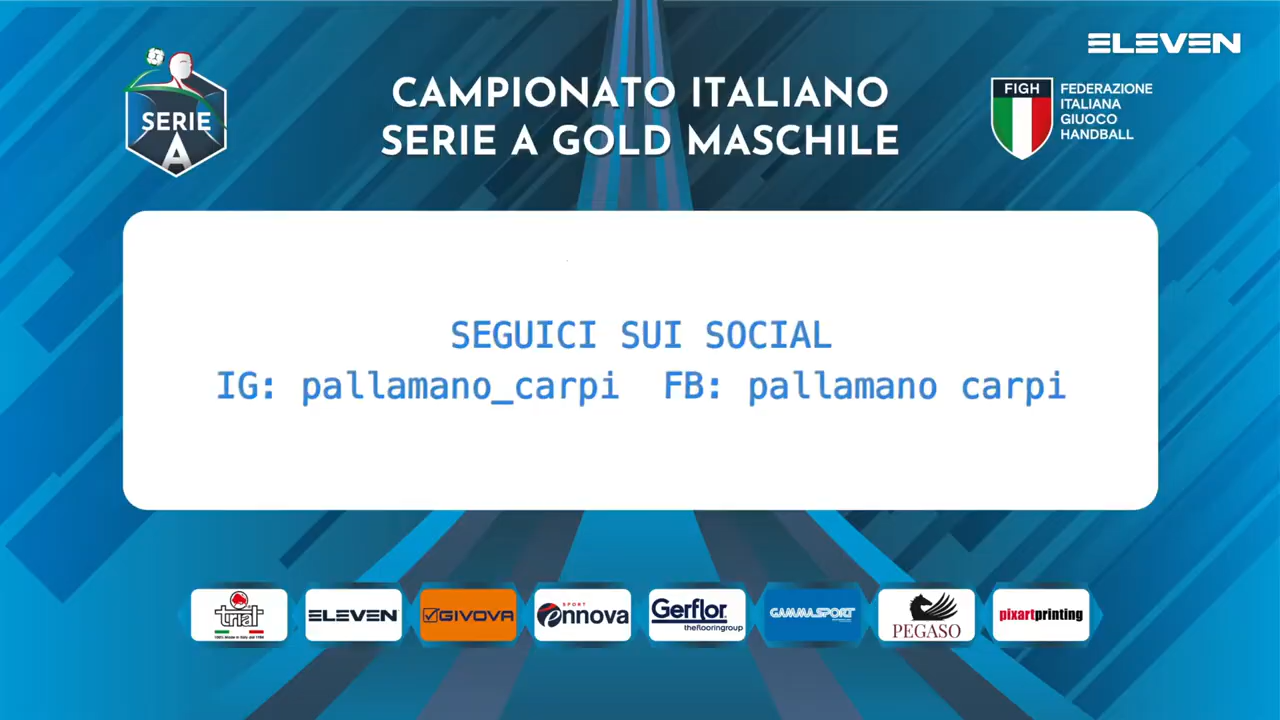 ELEVEN
SERIE
A
CAMPIONATO ITALIANO
SERIE A GOLD MASCHILE
FIGH
FEDERAZIONE
ITALIANA
GIUOCO
HANDBALL
SEGUICI SUI SOCIAL
IG: pallamano_carpi FB: pallamano carpi
trial
ELEVEN
GIVOVA
SPORT
ennova
Gerflor.
theflooringgroup
GAMMASPORT
PEGASO
pixartprinting